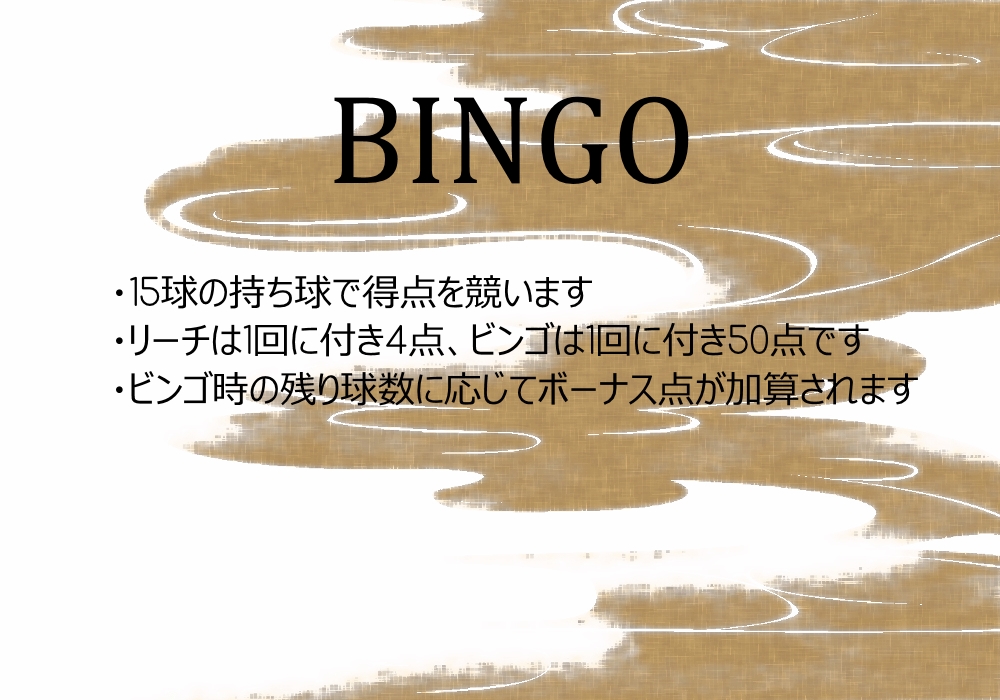 BINGO
・15球の持ち球で得点を競います
・リーチは1回に付き4点、ビンゴは1回に付き50点です
・ビンゴ時の残り球数に応じてボーナス点が加算されます